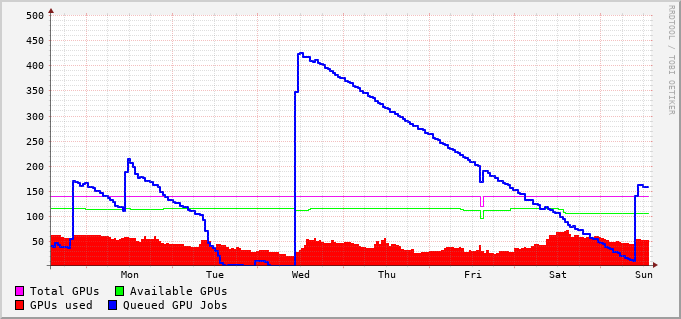 500
450
400
350
300
250
200
150
100
50
Mon Tue Wed Thu Fri Sat Sun
Total GPUs Available GPUs
GPUs used Queued GPU Jobs
RRDTOOL / TOBI OETIKER